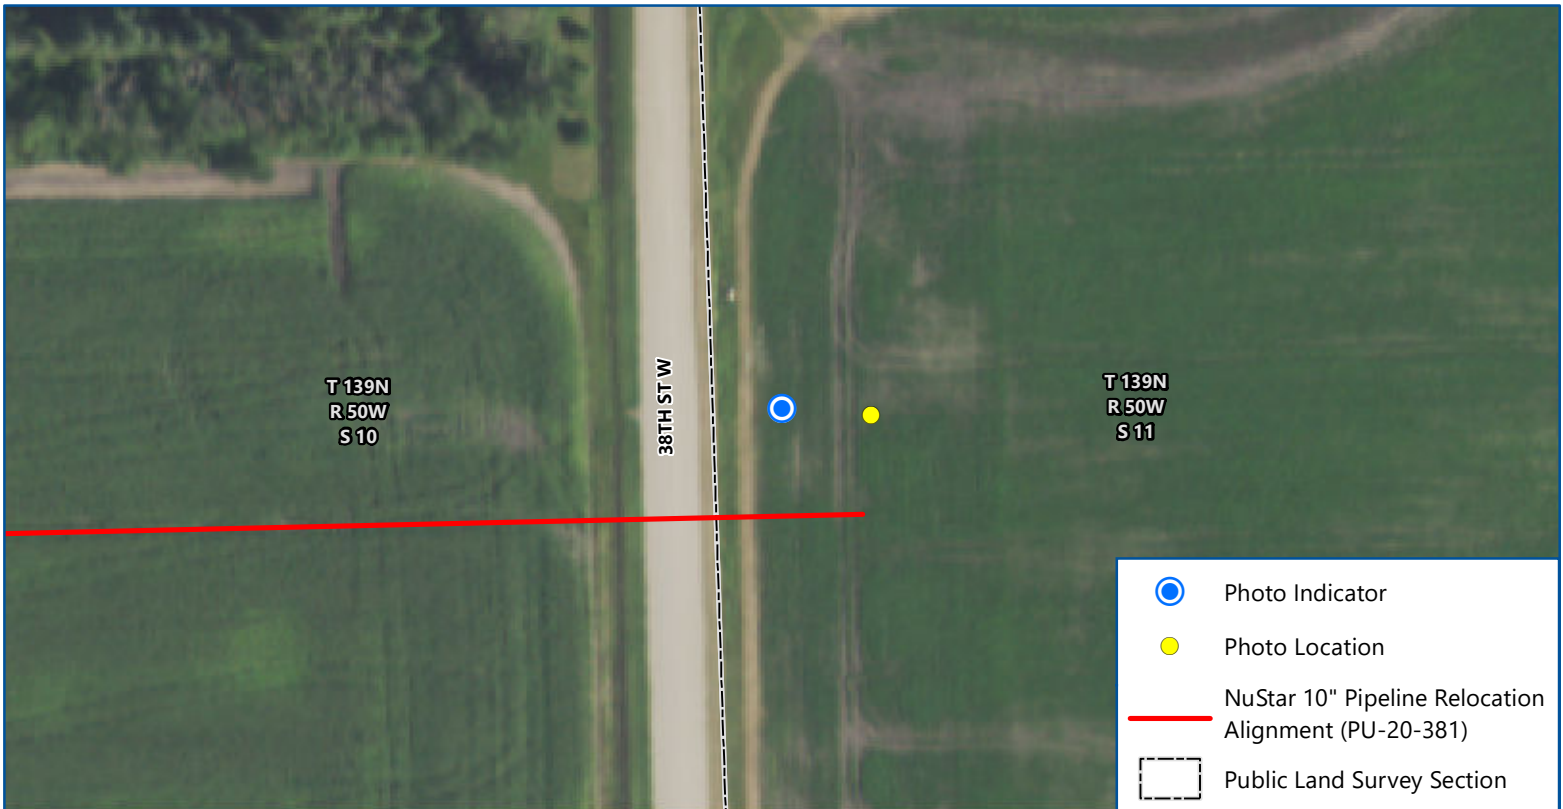 T 139N
R 50W
S 10
38TH ST W
T 139N
R 50W
S 11
Photo Indicator
Photo Location
NuStar 10" Pipeline Relocation
Alignment (PU-20-381)
Public Land Survey Section